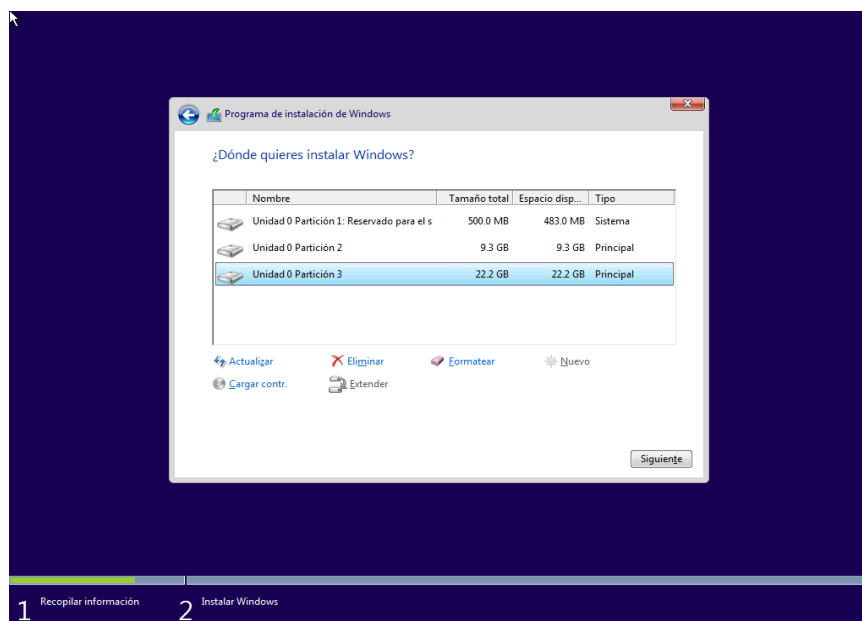 Programa de instalación de Windows
¿Dónde quieres instalar Windows?
Nombre Tamaño total Espacio disp... Tipo
Unidad 0 Partición 1: Reservado para el s 500.0 MB 483.0 MB Sistema
Unidad 0 Partición 2 9.3 GB 9.3 GB Principal
Unidad 0 Partición 3 22.2 GB 22.2 GB Principal
Actualizar Eliminar Formatear Nuevo
Cargar contr. Extender
Siguiente
1 Recopilar información 2 Instalar Windows